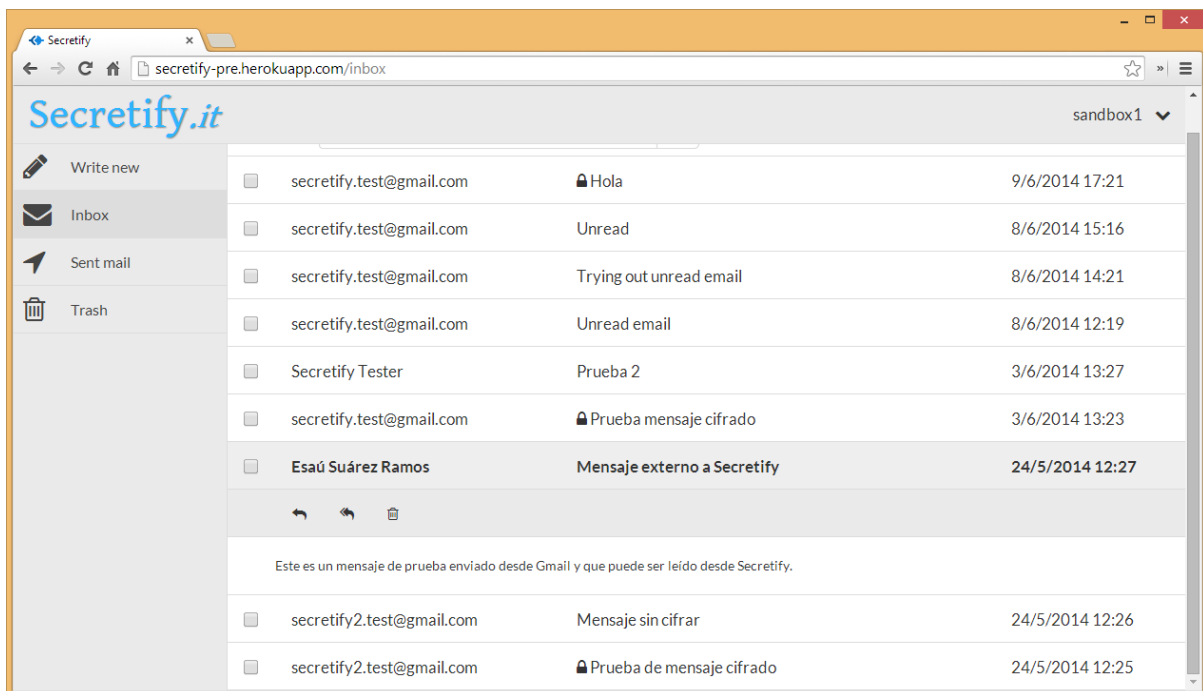 Secretify
secretify-pre.herokuapp.com/inbox
Secretify.it
sandbox1
Write new
Inbox
Sent mail
Trash
secretify.test@gmail.com Hola 9/6/2014 17:21
secretify.test@gmail.com Unread 8/6/2014 15:16
secretify.test@gmail.com Trying out unread email 8/6/2014 14:21
secretify.test@gmail.com Unread email 8/6/2014 12:19
Secretify Tester Prueba 2 3/6/2014 13:27
secretify.test@gmail.com Prueba mensaje cifrado 3/6/2014 13:23
Esaú Suárez Ramos Mensaje externo a Secretify 24/5/2014 12:27
Este es un mensaje de prueba enviado desde Gmail y que puede ser leído desde Secretify.
secretify2.test@gmail.com Mensaje sin cifrar 24/5/2014 12:26
secretify2.test@gmail.com Prueba de mensaje cifrado 24/5/2014 12:25